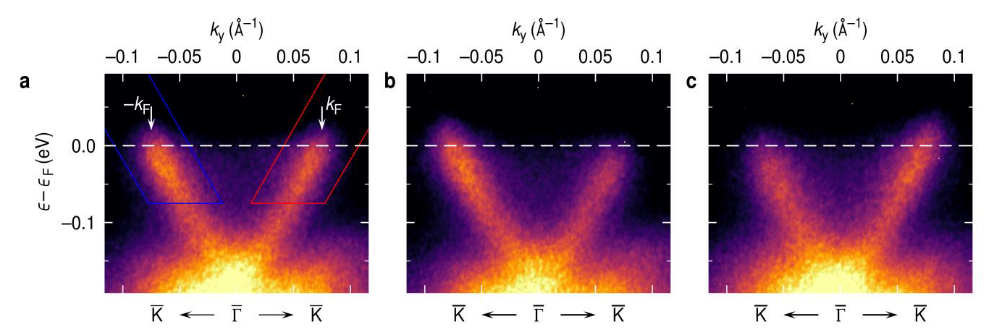 k_y (Å⁻¹) k_y (Å⁻¹) k_y (Å⁻¹)
−0.1 −0.05 0 0.05 0.1 −0.1 −0.05 0 0.05 0.1 −0.1 −0.05 0 0.05 0.1
a b c
−k_F k_F
0.0
ϵ−ϵ_F (eV)
−0.1
K̅ ← Γ̅ → K̅ K̅ ← Γ̅ → K̅ K̅ ← Γ̅ → K̅